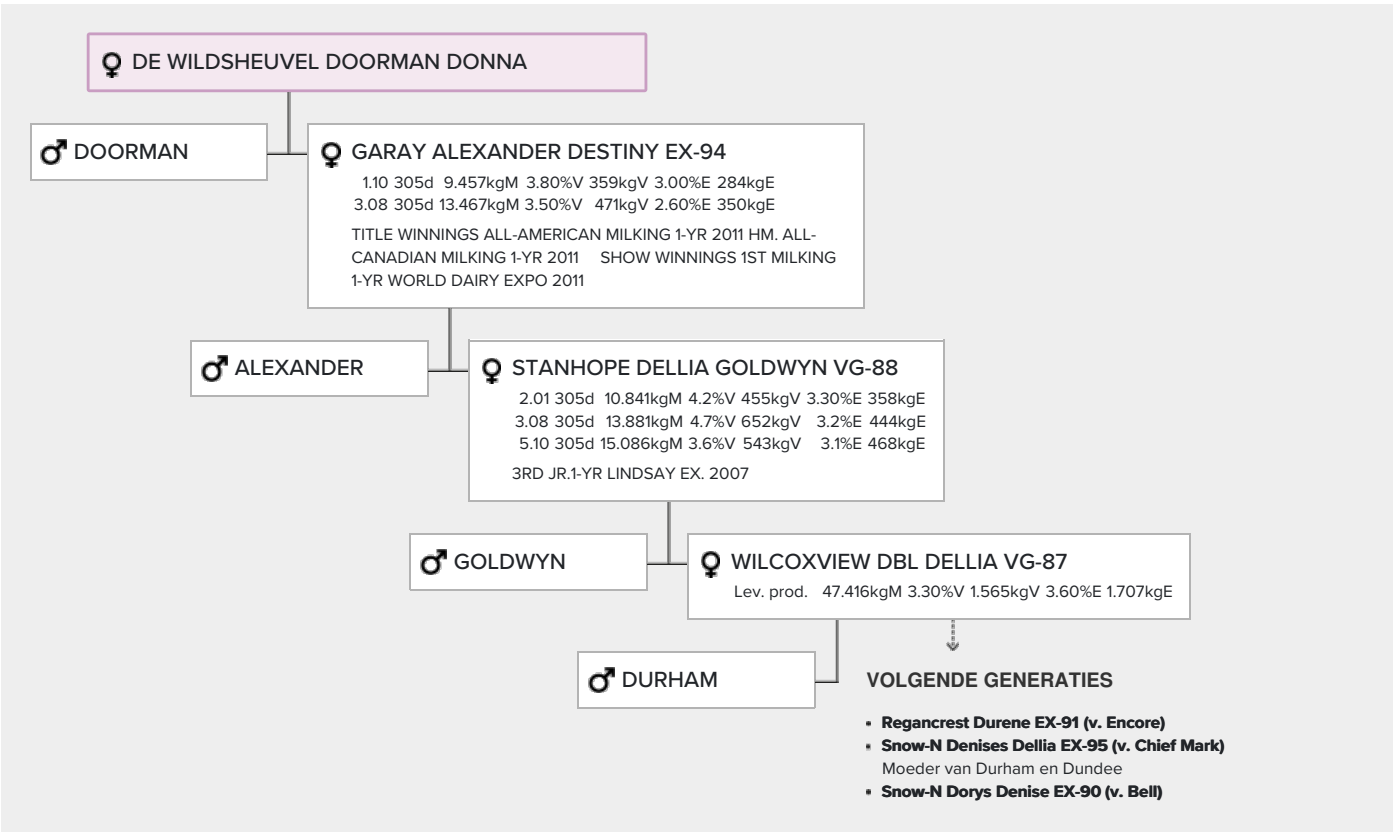 DE WILDSHEUVEL DOORMAN DONNA
DOORMAN
GARAY ALEXANDER DESTINY EX-94
1.10 305d 9.457kgM 3.80%V 359kgV 3.00%E 284kgE
3.08 305d 13.467kgM 3.50%V 471kgV 2.60%E 350kgE
TITLE WINNINGS ALL-AMERICAN MILKING 1-YR 2011 HM. ALL-
CANADIAN MILKING 1-YR 2011 SHOW WINNINGS 1ST MILKING
1-YR WORLD DAIRY EXPO 2011
ALEXANDER
STANHOPE DELLIA GOLDWYN VG-88
2.01 305d 10.841kgM 4.2%V 455kgV 3.30%E 358kgE
3.08 305d 13.881kgM 4.7%V 652kgV 3.2%E 444kgE
5.10 305d 15.086kgM 3.6%V 543kgV 3.1%E 468kgE
3RD JR.1-YR LINDSAY EX. 2007
GOLDWYN
WILCOXVIEW DBL DELLIA VG-87
Lev. prod. 47.416kgM 3.30%V 1.565kgV 3.60%E 1.707kgE
DURHAM
VOLGENDE GENERATIES
• Regancrest Durene EX-91 (v. Encore)
• Snow-N Denises Dellia EX-95 (v. Chief Mark)
Moeder van Durham en Dundee
• Snow-N Dorys Denise EX-90 (v. Bell)